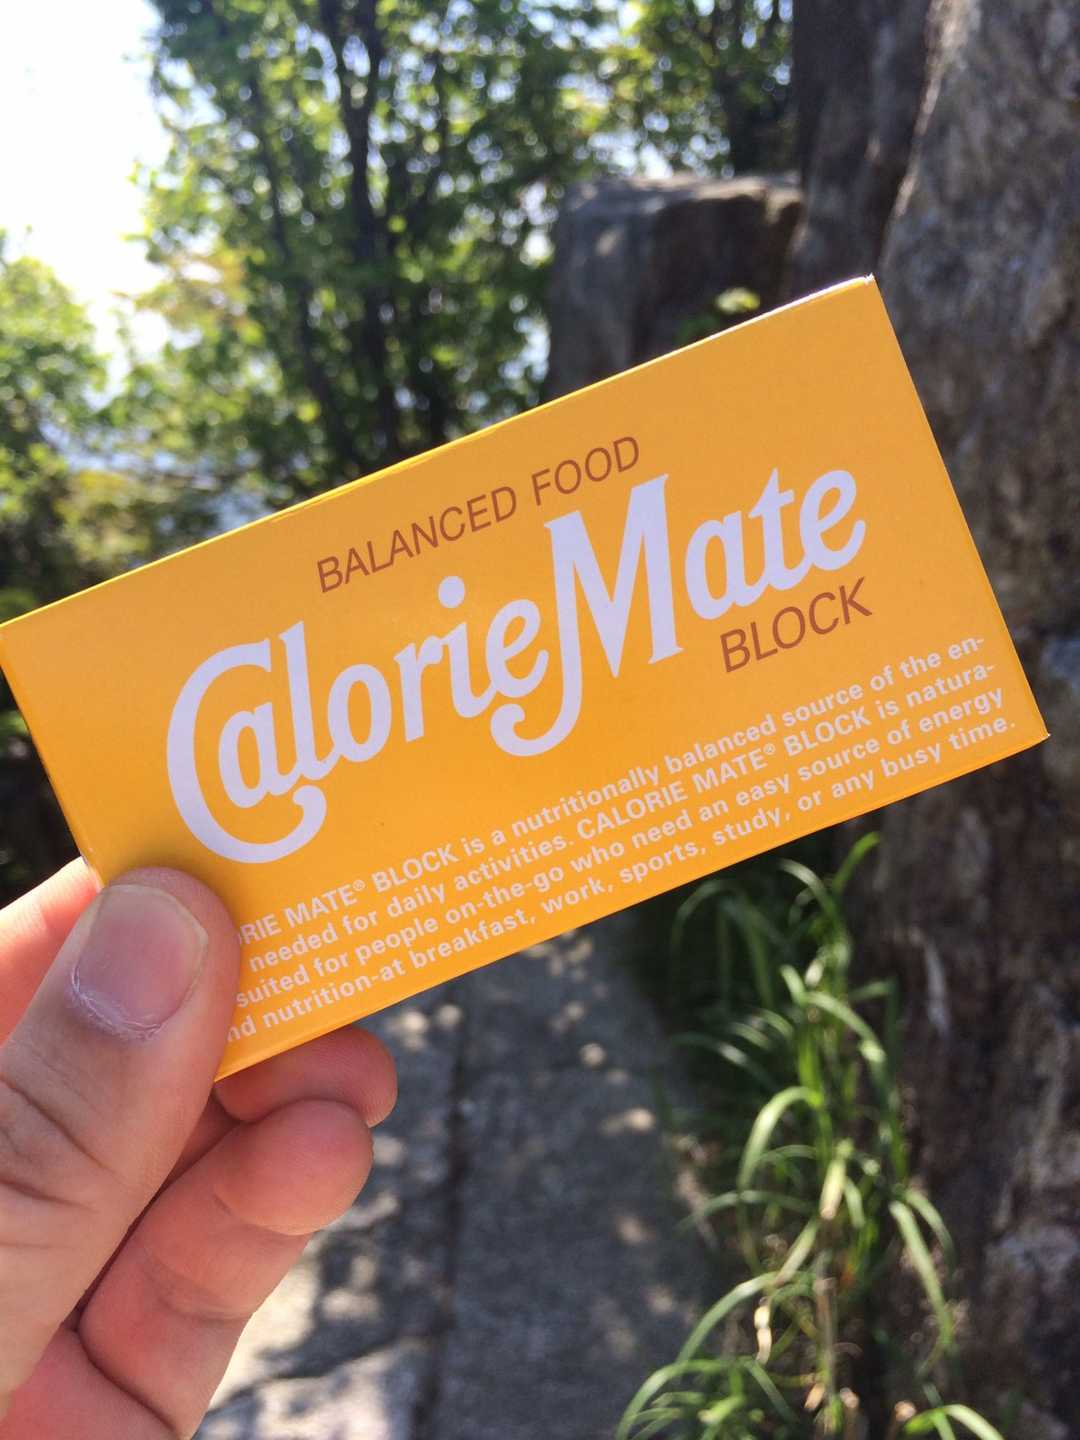 BALANCED FOOD
CalorieMate
BLOCK
ORIE MATE® BLOCK is a nutritionally balanced source of the en-
needed for daily activities. CALORIE MATE® BLOCK is natura-
suited for people on-the-go who need an easy source of energy
nd nutrition-at breakfast, work, sports, study, or any busy time.